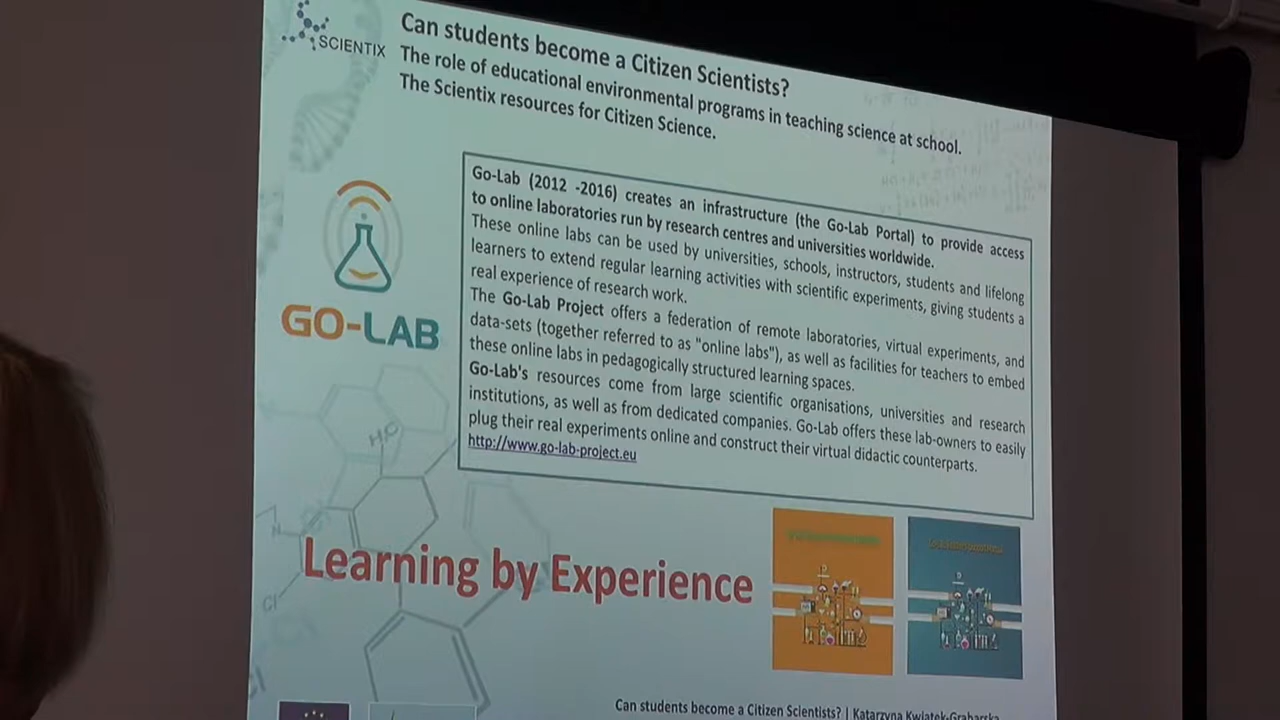 SCIENTIX
Can students become a Citizen Scientists?
The role of educational environmental programs in teaching science at school.
The Scientix resources for Citizen Science.
GO-LAB
Go-Lab (2012 -2016) creates an infrastructure (the Go-Lab Portal) to provide access
to online laboratories run by research centres and universities worldwide.
These online labs can be used by universities, schools, instructors, students and lifelong
learners to extend regular learning activities with scientific experiments, giving students a
real experience of research work.
The Go-Lab Project offers a federation of remote laboratories, virtual experiments, and
data-sets (together referred to as "online labs"), as well as facilities for teachers to embed
these online labs in pedagogically structured learning spaces.
Go-Lab's resources come from large scientific organisations, universities and research
institutions, as well as from dedicated companies. Go-Lab offers these lab-owners to easily
plug their real experiments online and construct their virtual didactic counterparts.
http://www.go-lab-project.eu
H₃C
N
Cl
Cl
Learning by Experience
Can students become a Citizen Scientists? | Katarzyna Kwiatek-Grabarska